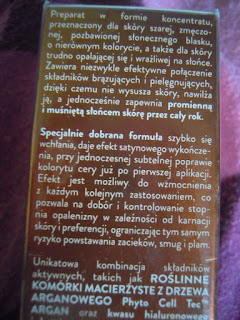 Preparat w formie koncentratu,
przeznaczony dla skóry szarej, zmęczo-
nej, pozbawionej słonecznego blasku,
o nierównym kolorycie, a także dla skóry
trudno opalającej się i wrażliwej na słońce.
Zawiera niezwykle efektywne połączenie
składników brązujących i pielęgnujących,
dzięki czemu nie wysusza skóry, nawilża
ją, a jednocześnie zapewnia promienną
i muśniętą słońcem skórę przez cały rok.
Specjalnie dobrana formuła szybko się
wchłania, daje efekt satynowego wykończe-
nia, przy jednoczesnej subtelnej poprawie
kolorytu cery już po pierwszej aplikacji.
Efekt jest możliwy do wzmocnienia
z każdym kolejnym zastosowaniem, co
pozwala na dobór i kontrolowanie stop-
nia opalenizny w zależności od karnacji
skóry i preferencji, ograniczając tym samym
ryzyko powstawania zacieków, smug i plam.
Unikatowa kombinacja składników
aktywnych, takich jak ROŚLINNE
KOMÓRKI MACIERZYSTE Z DRZEWA
ARGANOWEGO Phyto Cell Tec™
ARGAN oraz kwasu hialuronowego